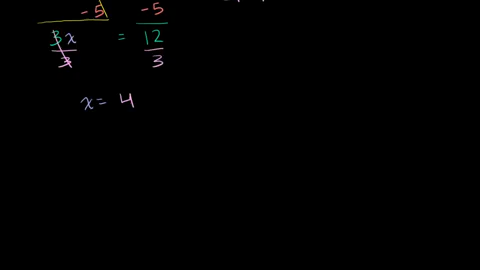 -5 -5
3x = 12
3 3
x = 4